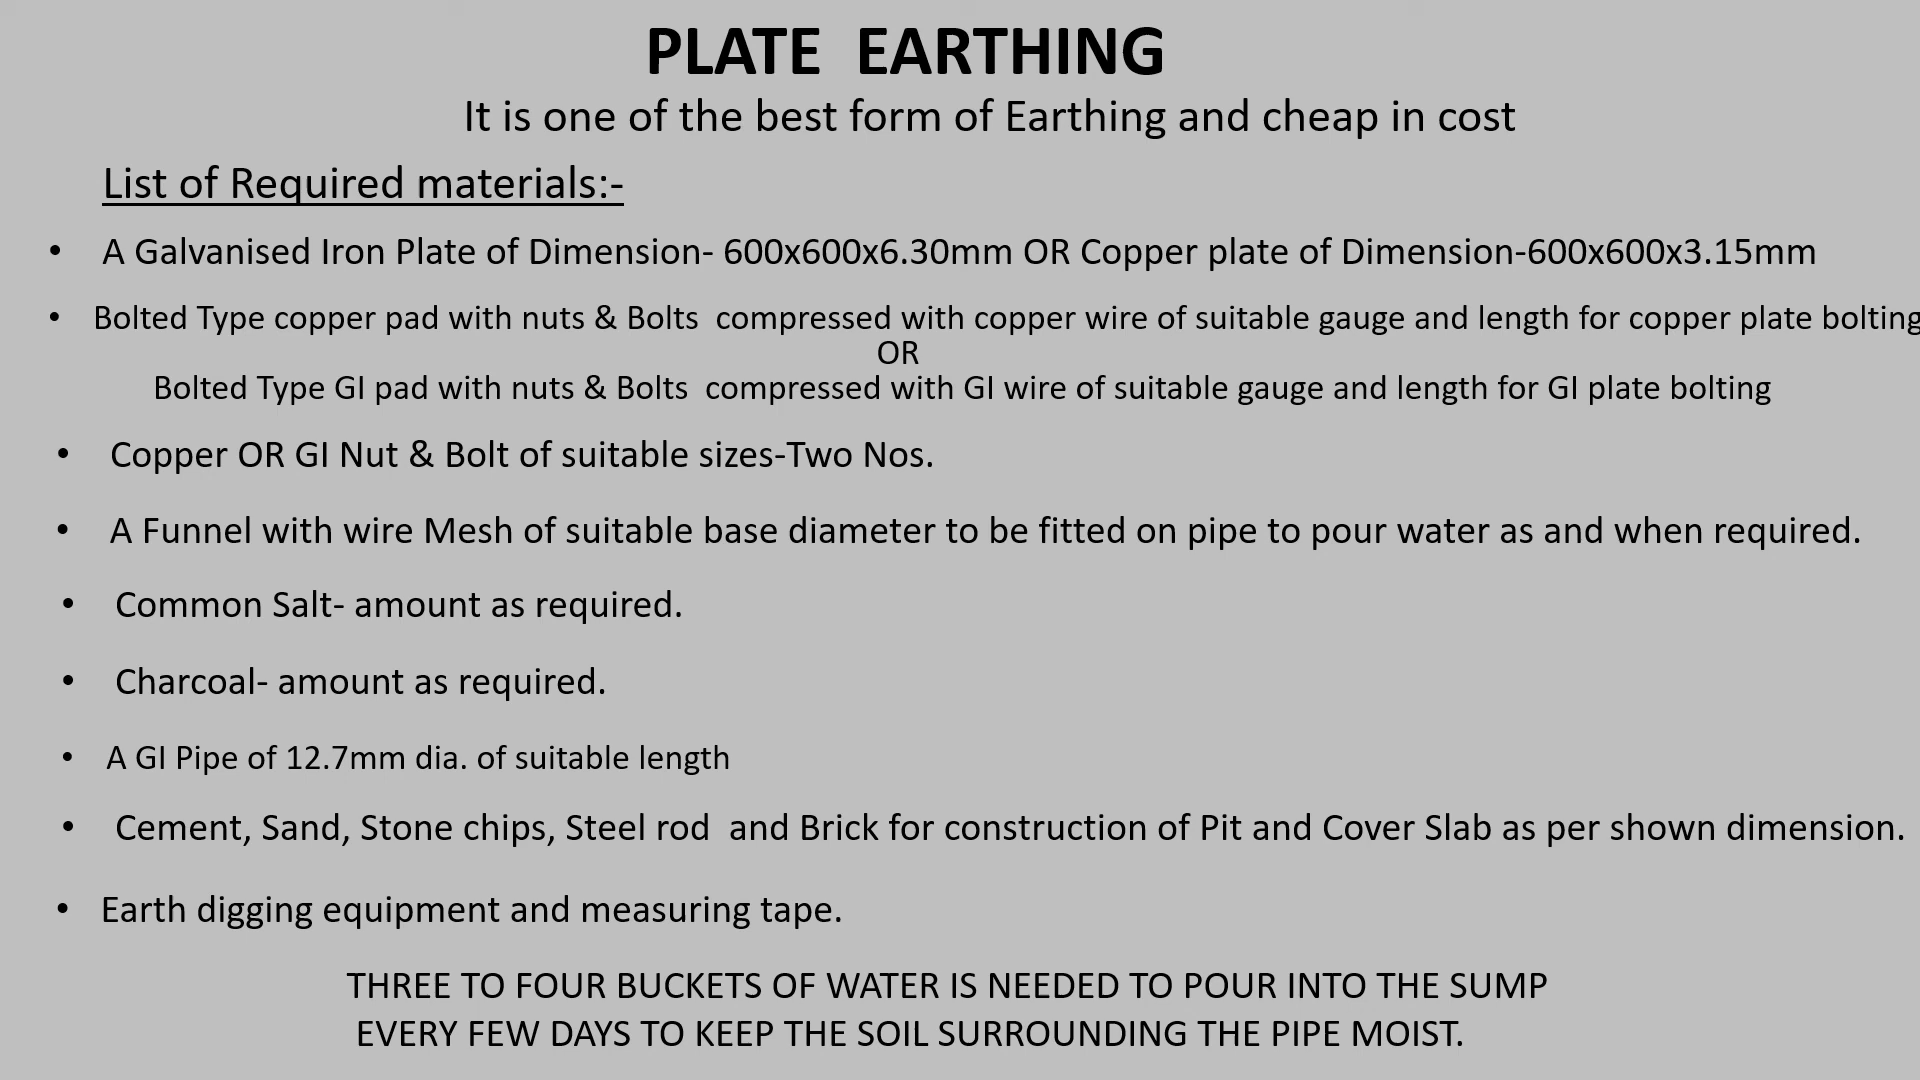 PLATE EARTHING
It is one of the best form of Earthing and cheap in cost
List of Required materials:-
• A Galvanised Iron Plate of Dimension- 600x600x6.30mm OR Copper plate of Dimension-600x600x3.15mm
• Bolted Type copper pad with nuts & Bolts compressed with copper wire of suitable gauge and length for copper plate bolting
OR
Bolted Type GI pad with nuts & Bolts compressed with GI wire of suitable gauge and length for GI plate bolting
• Copper OR GI Nut & Bolt of suitable sizes-Two Nos.
• A Funnel with wire Mesh of suitable base diameter to be fitted on pipe to pour water as and when required.
• Common Salt- amount as required.
• Charcoal- amount as required.
• A GI Pipe of 12.7mm dia. of suitable length
• Cement, Sand, Stone chips, Steel rod and Brick for construction of Pit and Cover Slab as per shown dimension.
• Earth digging equipment and measuring tape.
THREE TO FOUR BUCKETS OF WATER IS NEEDED TO POUR INTO THE SUMP
EVERY FEW DAYS TO KEEP THE SOIL SURROUNDING THE PIPE MOIST.